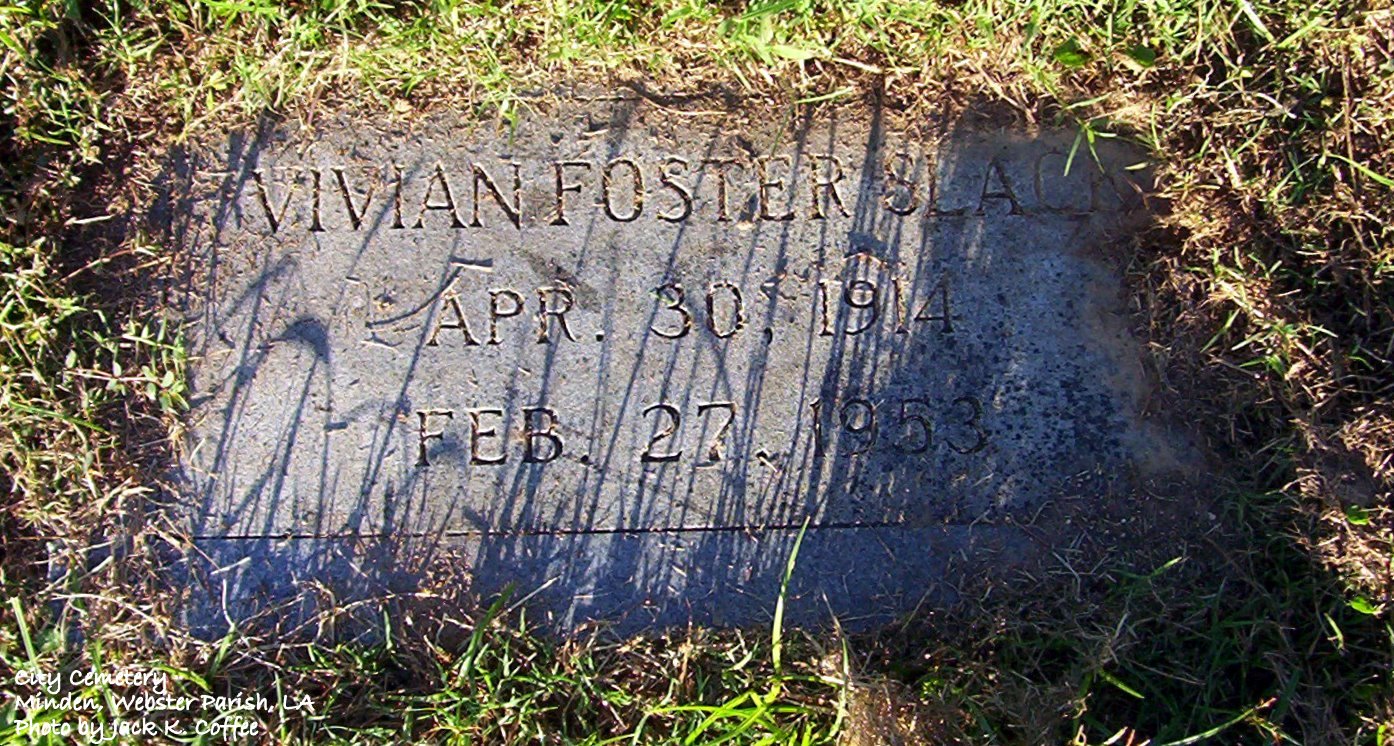 VIVIAN FOSTER SLACK
APR. 30, 1914
FEB. 27, 1953
City Cemetery
Minden, Webster Parish, LA
Photo by Jack K. Coffee